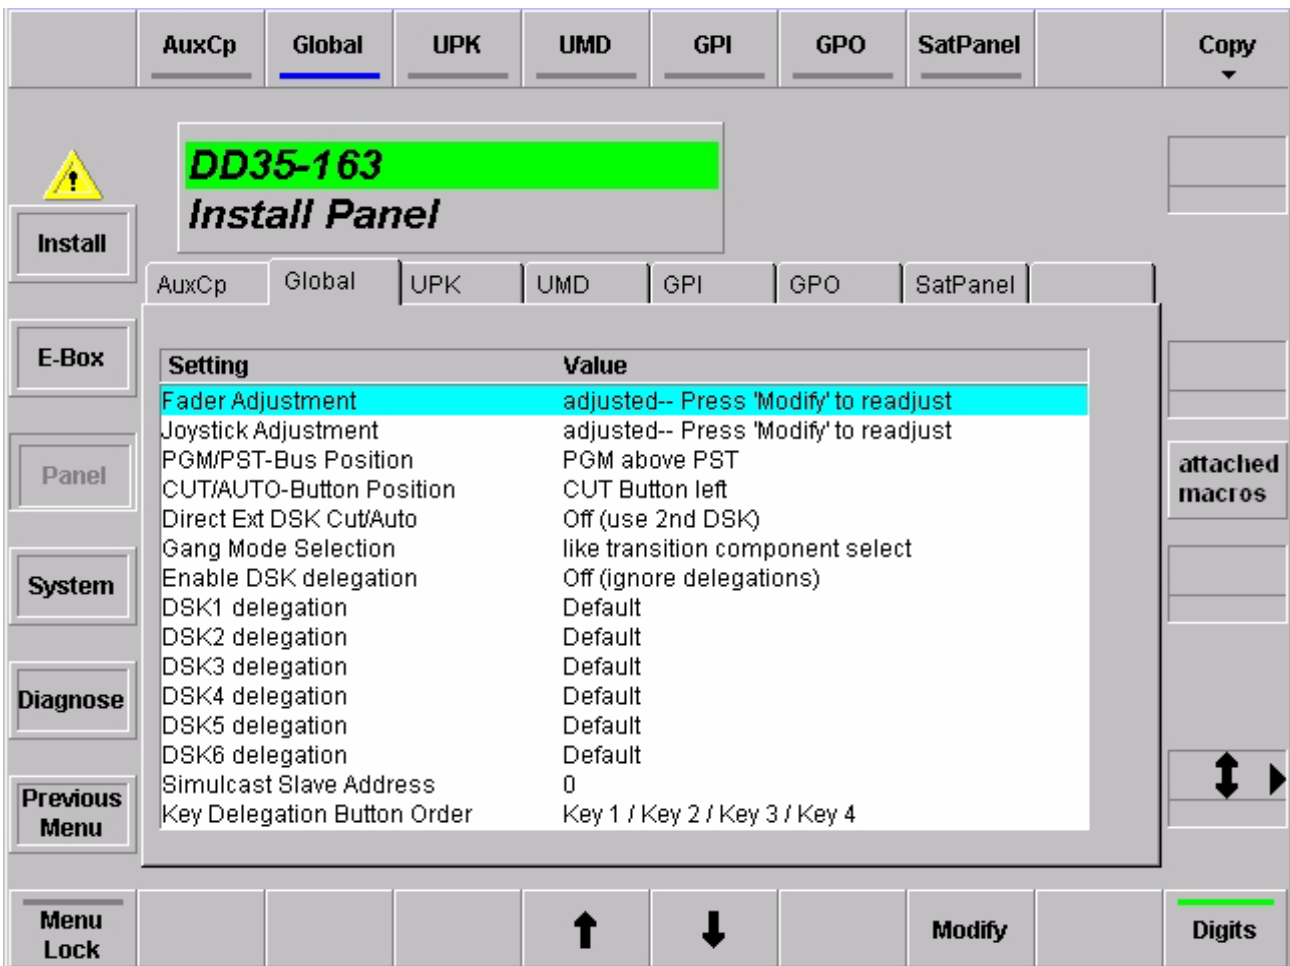 AuxCp Global UPK UMD GPI GPO SatPanel Copy
DD35-163
Install Panel
Install
AuxCp Global UPK UMD GPI GPO SatPanel
E-Box
Setting Value
Fader Adjustment adjusted-- Press 'Modify' to readjust
Joystick Adjustment adjusted-- Press 'Modify' to readjust
PGM/PST-Bus Position PGM above PST
CUT/AUTO-Button Position CUT Button left
Direct Ext DSK Cut/Auto Off (use 2nd DSK)
Gang Mode Selection like transition component select
Enable DSK delegation Off (ignore delegations)
DSK1 delegation Default
DSK2 delegation Default
DSK3 delegation Default
DSK4 delegation Default
DSK5 delegation Default
DSK6 delegation Default
Simulcast Slave Address 0
Key Delegation Button Order Key 1 / Key 2 / Key 3 / Key 4
Panel
System
Diagnose
Previous
Menu
attached
macros
Menu
Lock
Modify
Digits